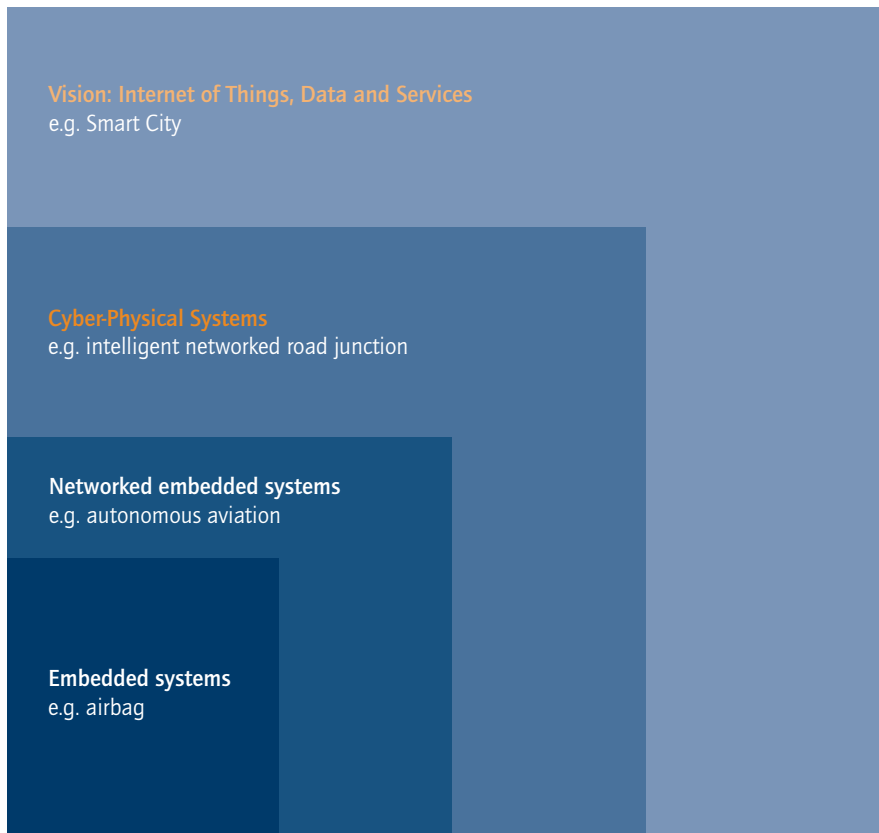 Vision: Internet of Things, Data and Services
e.g. Smart City
Cyber-Physical Systems
e.g. intelligent networked road junction
Networked embedded systems
e.g. autonomous aviation
Embedded systems
e.g. airbag